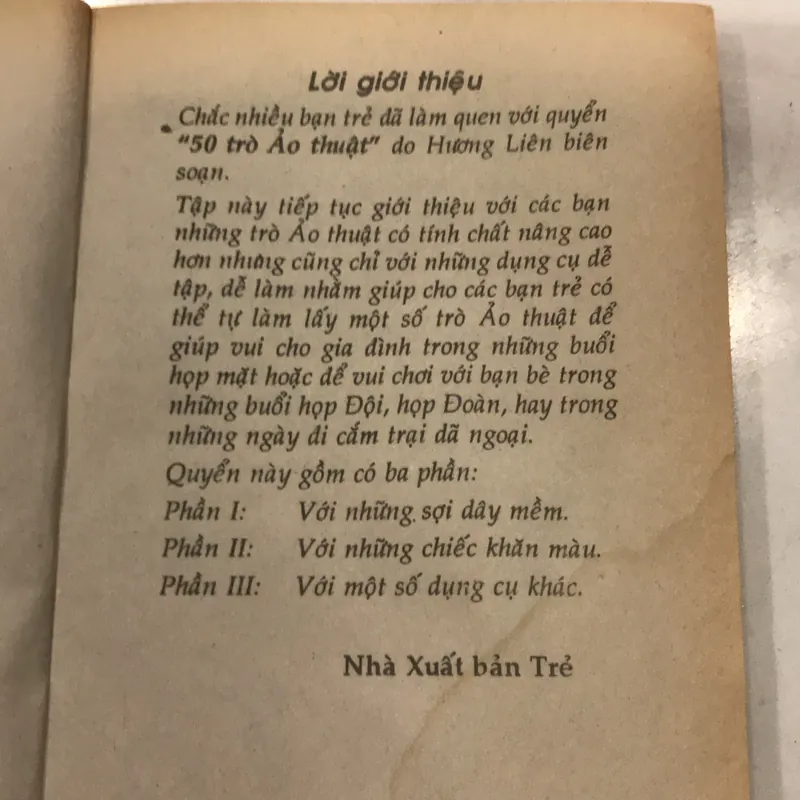 Lời giới thiệu
Chắc nhiều bạn trẻ đã làm quen với quyển
"50 trò Ảo thuật" do Hương Liên biên
soạn.
Tập này tiếp tục giới thiệu với các bạn
những trò Ảo thuật có tính chất nâng cao
hơn nhưng cũng chỉ với những dụng cụ dễ
tập, dễ làm nhằm giúp cho các bạn trẻ có
thể tự làm lấy một số trò Ảo thuật để
giúp vui cho gia đình trong những buổi
họp mặt hoặc để vui chơi với bạn bè trong
những buổi họp Đội, họp Đoàn, hay trong
những ngày đi cắm trại dã ngoại.
Quyển này gồm có ba phần:
Phần I: Với những sợi dây mềm.
Phần II: Với những chiếc khăn màu.
Phần III: Với một số dụng cụ khác.
Nhà Xuất bản Trẻ